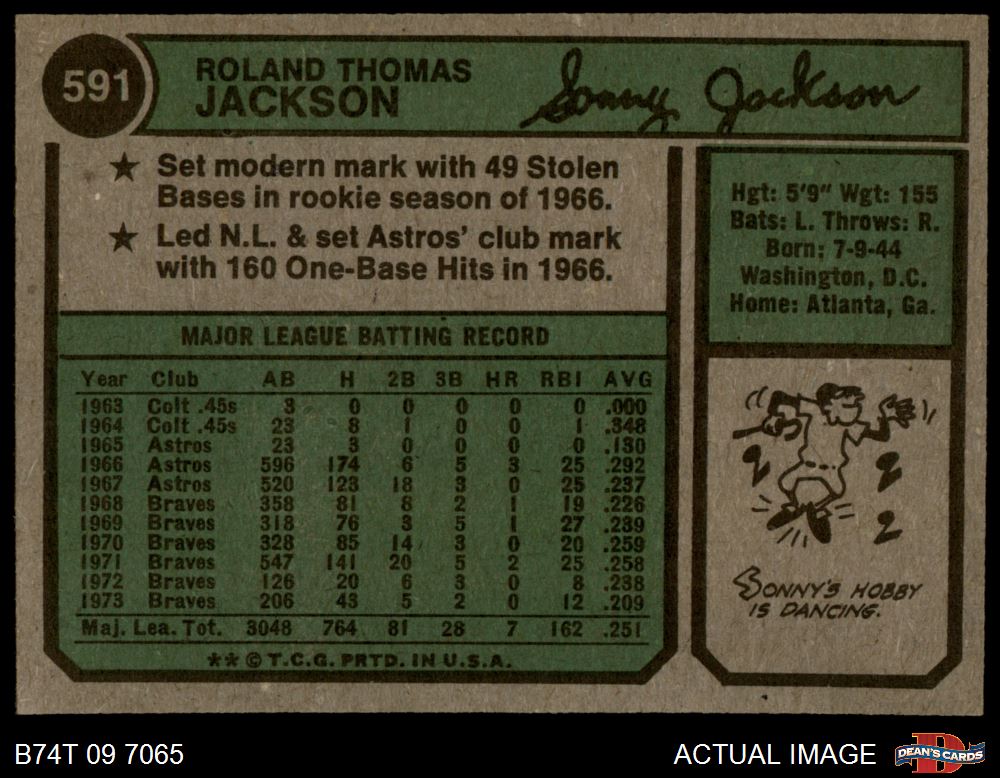 591
ROLAND THOMAS
JACKSON
Sonny Jackson
★ Set modern mark with 49 Stolen
Bases in rookie season of 1966.
★ Led N.L. & set Astros' club mark
with 160 One-Base Hits in 1966.
Hgt: 5'9" Wgt: 155
Bats: L. Throws: R.
Born: 7-9-44
Washington, D.C.
Home: Atlanta, Ga.
MAJOR LEAGUE BATTING RECORD
Year Club AB H 2B 3B HR RBI AVG
1963 Colt .45s 3 0 0 0 0 0 .000
1964 Colt .45s 23 8 1 0 0 1 .348
1965 Astros 23 3 0 0 0 0 .130
1966 Astros 596 174 6 5 3 25 .292
1967 Astros 520 123 18 3 0 25 .237
1968 Braves 358 81 8 2 1 19 .226
1969 Braves 318 76 3 5 1 27 .239
1970 Braves 328 85 14 3 0 20 .259
1971 Braves 547 141 20 5 2 25 .258
1972 Braves 126 20 6 3 0 8 .238
1973 Braves 206 43 5 2 0 12 .209
Maj. Lea. Tot. 3048 764 81 28 7 162 .251
** © T.C.G. PRTD. IN U.S.A.
SONNY'S HOBBY
IS DANCING.
B74T 09 7065
ACTUAL IMAGE
DEAN'S CARDS